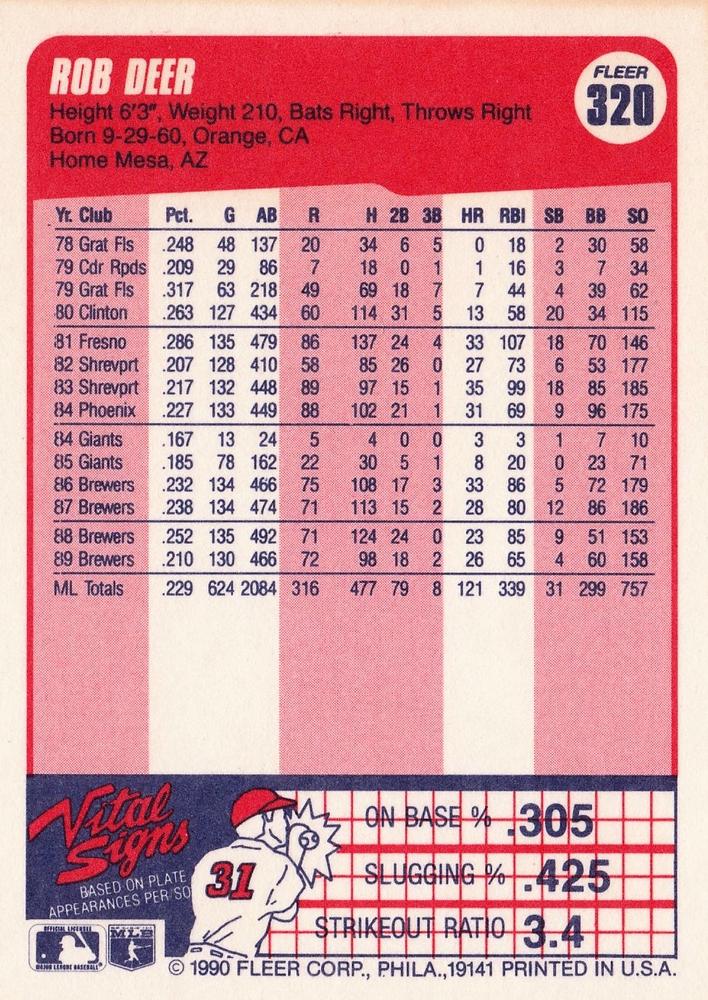 ROB DEER
FLEER
320
Height 6'3", Weight 210, Bats Right, Throws Right
Born 9-29-60, Orange, CA
Home Mesa, AZ
Yr. Club Pct. G AB R H 2B 3B HR RBI SB BB SO
78 Grat Fls .248 48 137 20 34 6 5 0 18 2 30 58
79 Cdr Rpds .209 29 86 7 18 0 1 1 16 3 7 34
79 Grat Fls .317 63 218 49 69 18 7 7 44 4 39 62
80 Clinton .263 127 434 60 114 31 5 13 58 20 34 115
81 Fresno .286 135 479 86 137 24 4 33 107 18 70 146
82 Shrevprt .207 128 410 58 85 26 0 27 73 6 53 177
83 Shrevprt .217 132 448 89 97 15 1 35 99 18 85 185
84 Phoenix .227 133 449 88 102 21 1 31 69 9 96 175
84 Giants .167 13 24 5 4 0 0 3 3 1 7 10
85 Giants .185 78 162 22 30 5 1 8 20 0 23 71
86 Brewers .232 134 466 75 108 17 3 33 86 5 72 179
87 Brewers .238 134 474 71 113 15 2 28 80 12 86 186
88 Brewers .252 135 492 71 124 24 0 23 85 9 51 153
89 Brewers .210 130 466 72 98 18 2 26 65 4 60 158
ML Totals .229 624 2084 316 477 79 8 121 339 31 299 757
Vital
Signs
BASED ON PLATE
APPEARANCES PER/SO
31
ON BASE % .305
SLUGGING % .425
STRIKEOUT RATIO 3.4
OFFICIAL LICENSEE
MAJOR LEAGUE BASEBALL
MLB
© 1990 FLEER CORP., PHILA.,19141 PRINTED IN U.S.A.